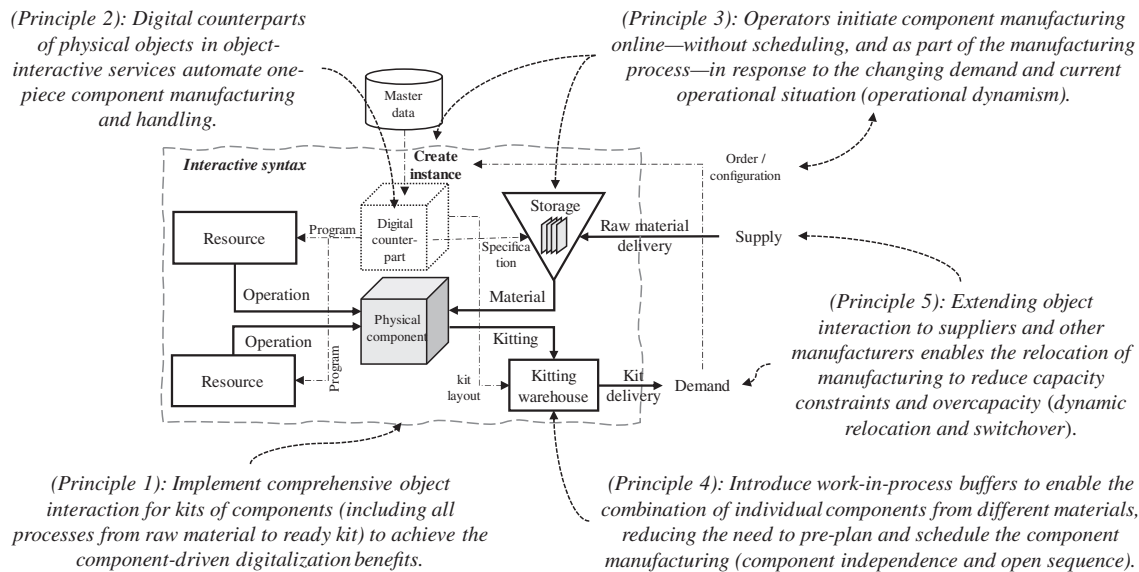 (Principle 2): Digital counterparts
of physical objects in object-
interactive services automate one-
piece component manufacturing
and handling.
(Principle 3): Operators initiate component manufacturing
online—without scheduling, and as part of the manufacturing
process—in response to the changing demand and current
operational situation (operational dynamism).
Master
data
Interactive syntax
Create
instance
Order /
configuration
Storage
Resource
Program
Digital
counter-
part
Specifica
tion
Raw material
delivery
Supply
Operation
Material
Physical
component
Operation
Kitting
Resource
Program
kit
layout
Kitting
warehouse
Kit
delivery
Demand
(Principle 5): Extending object
interaction to suppliers and other
manufacturers enables the relocation of
manufacturing to reduce capacity
constraints and overcapacity (dynamic
relocation and switchover).
(Principle 1): Implement comprehensive object
interaction for kits of components (including all
processes from raw material to ready kit) to achieve the
component-driven digitalization benefits.
(Principle 4): Introduce work-in-process buffers to enable the
combination of individual components from different materials,
reducing the need to pre-plan and schedule the component
manufacturing (component independence and open sequence).